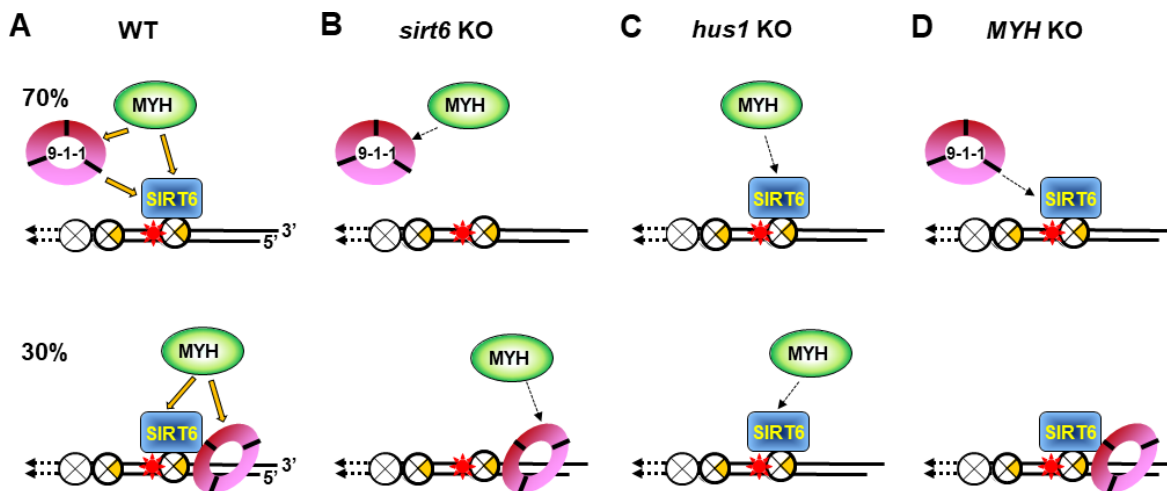 A WT B sirt6 KO C hus1 KO D MYH KO
70% MYH MYH MYH
9-1-1 9-1-1 9-1-1
SIRT6 SIRT6 SIRT6
3’
5’
30% MYH MYH MYH
SIRT6 SIRT6 SIRT6
3’
5’